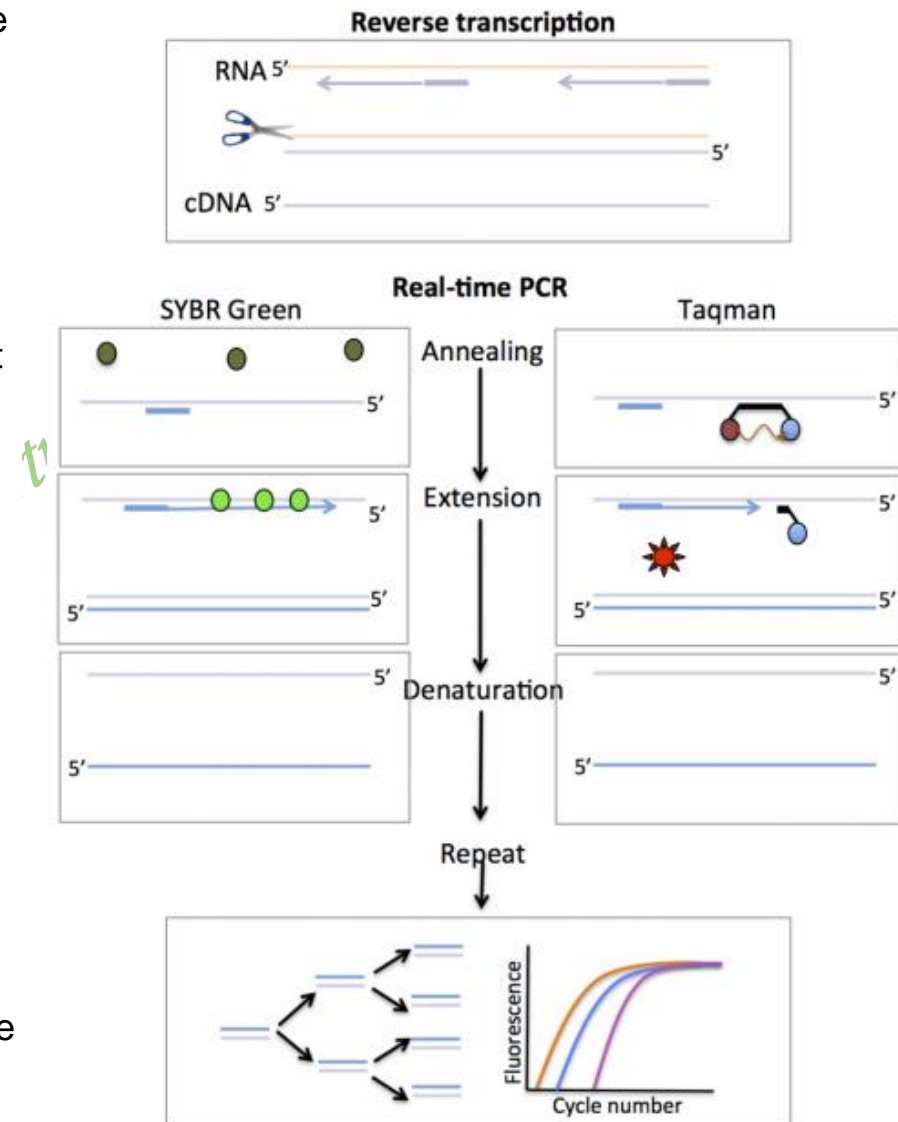 e
Reverse transcription
RNA 5’
5’
cDNA 5’
Real-time PCR
SYBR Green
Taqman
Annealing
5’
5’
Extension
5’
5’
5’
5’
5’
5’
5’
Denaturation
5’
5’
5’
5’
Repeat
e
Fluorescence
Cycle number